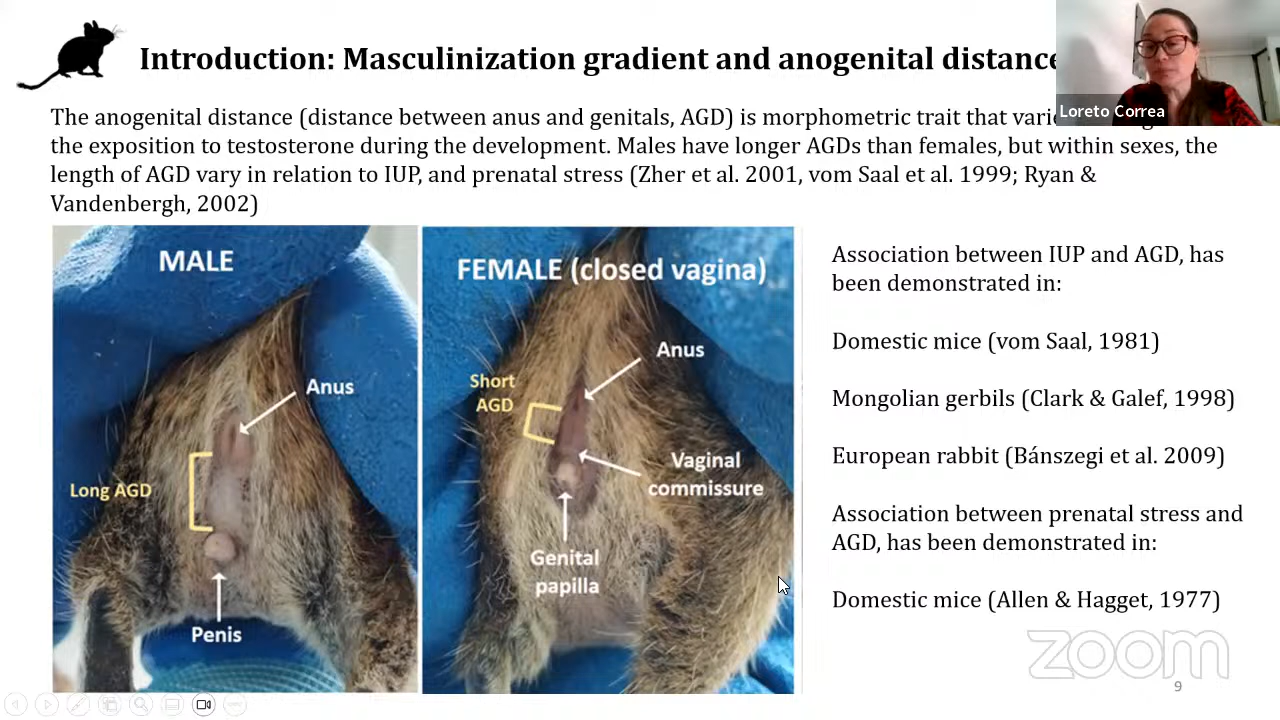 Introduction: Masculinization gradient and anogenital distance
Loreto Correa
The anogenital distance (distance between anus and genitals, AGD) is morphometric trait that
the exposition to testosterone during the development. Males have longer AGDs than females, but within sexes, the
length of AGD vary in relation to IUP, and prenatal stress (Zher et al. 2001, vom Saal et al. 1999; Ryan &
Vandenbergh, 2002)
MALE
Anus
Long AGD
Penis
FEMALE (closed vagina)
Anus
Short
AGD
Vaginal
commissure
Genital
papilla
Association between IUP and AGD, has
been demonstrated in:
Domestic mice (vom Saal, 1981)
Mongolian gerbils (Clark & Galef, 1998)
European rabbit (Bánszegi et al. 2009)
Association between prenatal stress and
AGD, has been demonstrated in:
Domestic mice (Allen & Hagget, 1977)
zoom
9